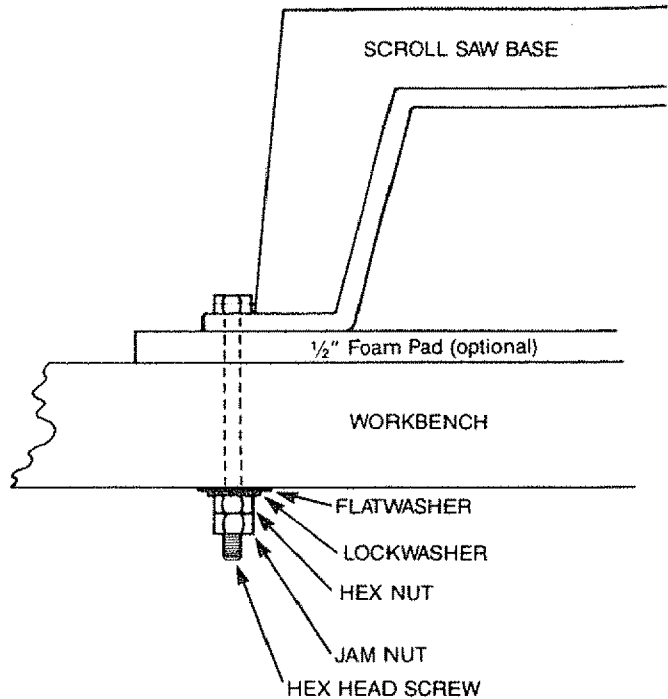 SCROLL SAW BASE
½" Foam Pad (optional)
WORKBENCH
FLATWASHER
LOCKWASHER
HEX NUT
JAM NUT
HEX HEAD SCREW